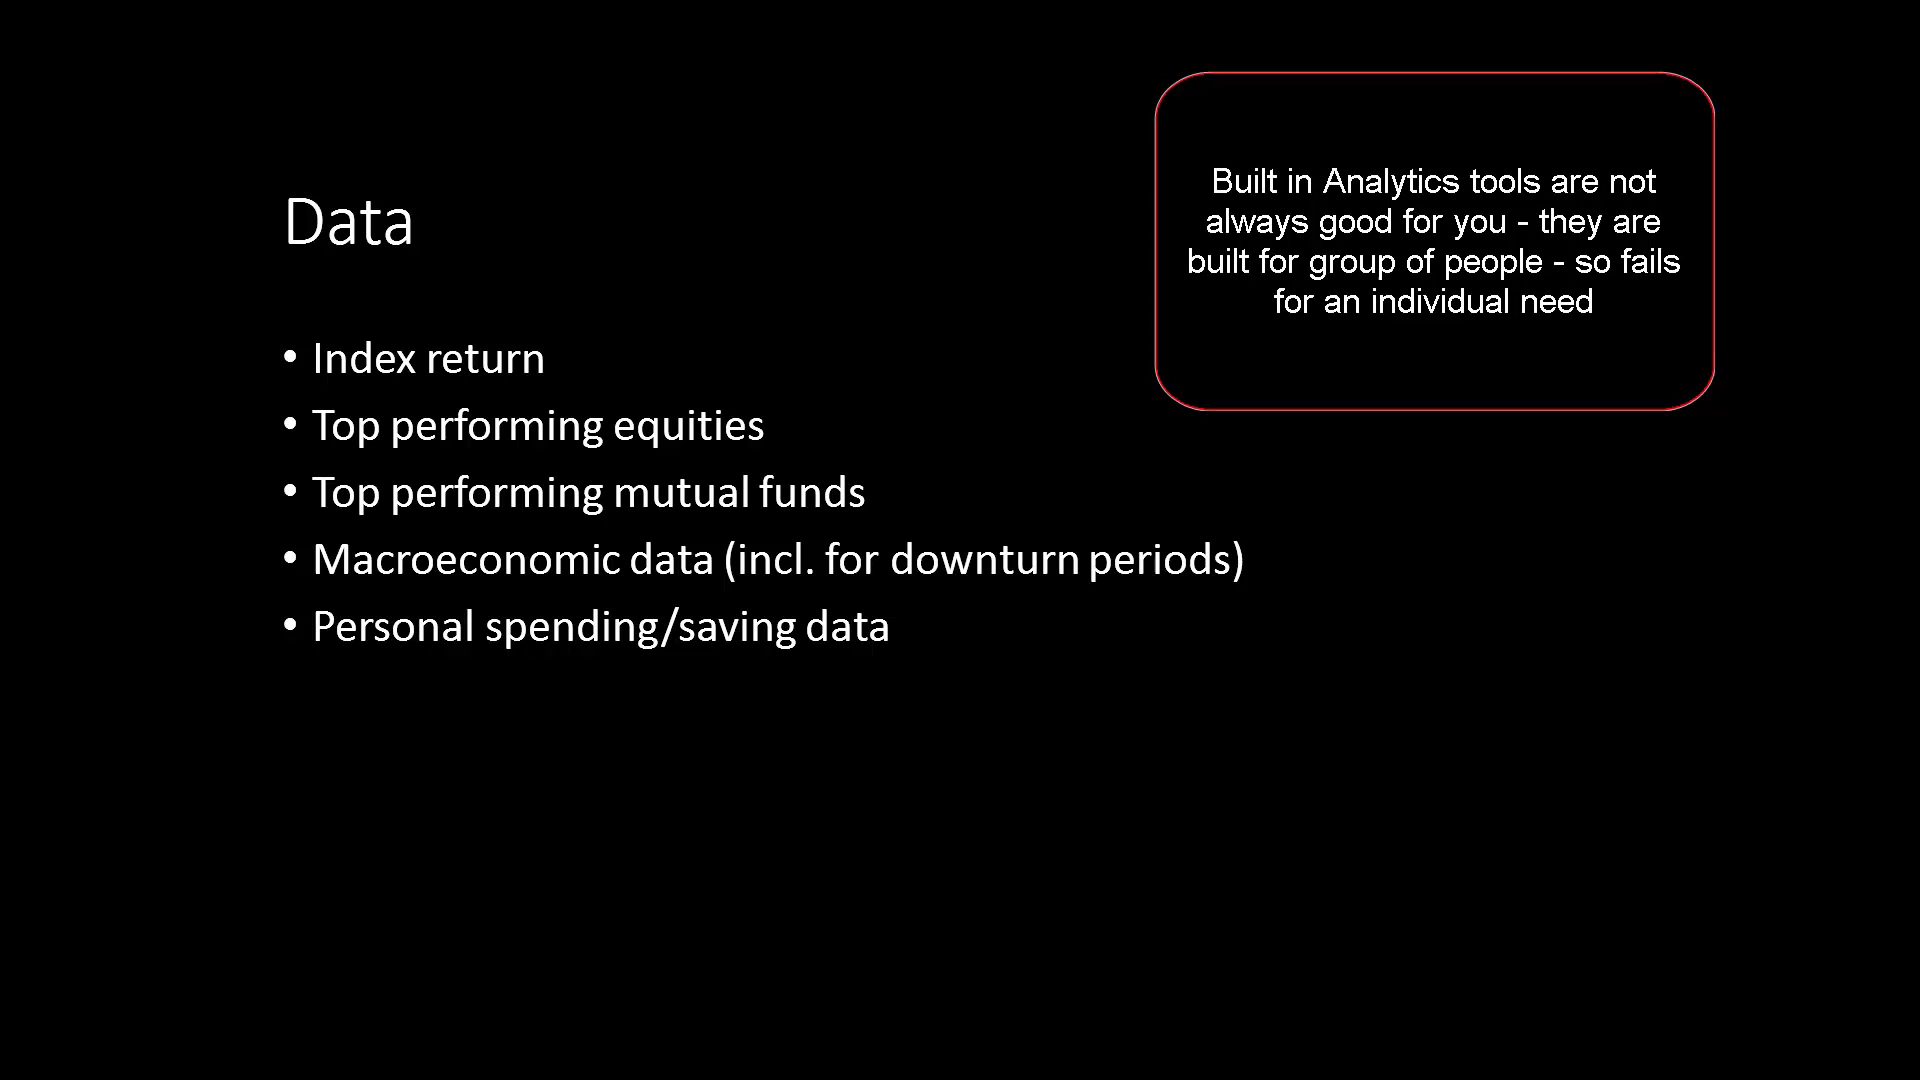 Data
• Index return
• Top performing equities
• Top performing mutual funds
• Macroeconomic data (incl. for downturn periods)
• Personal spending/saving data
Built in Analytics tools are not
always good for you - they are
built for group of people - so fails
for an individual need